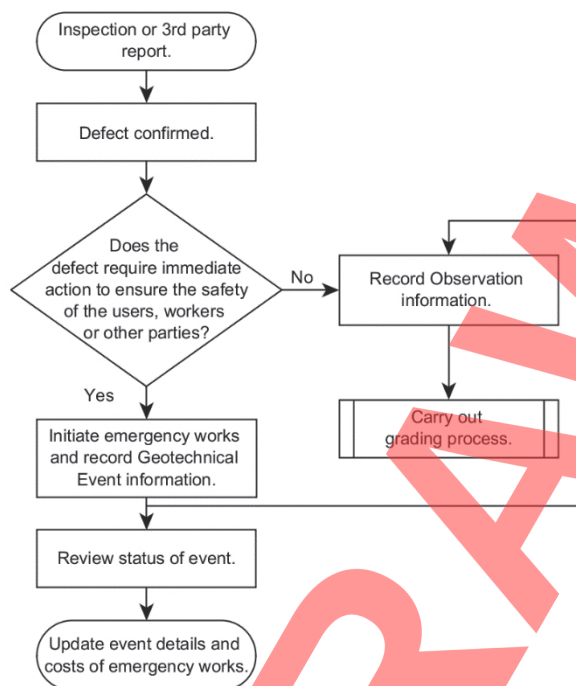 Inspection or 3rd party
report.
Defect confirmed.
Does the
defect require immediate
action to ensure the safety
of the users, workers
or other parties?
No
Record Observation
information.
Yes
Carry out
grading process.
Initiate emergency works
and record Geotechnical
Event information.
Review status of event.
Update event details and
costs of emergency works.